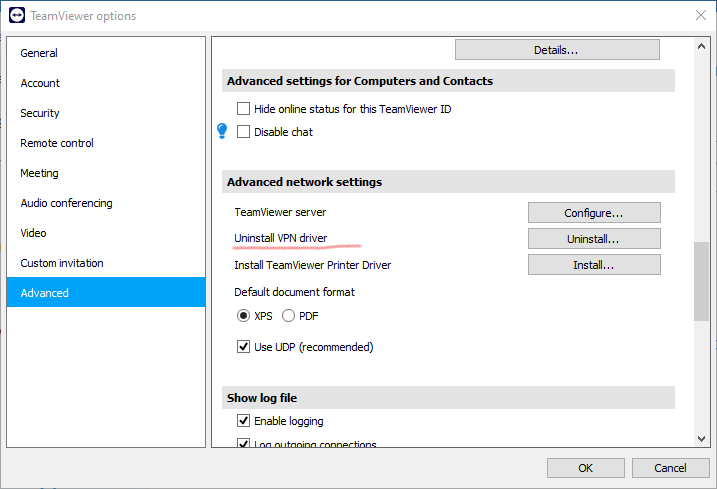 TeamViewer options
General
Account
Security
Remote control
Meeting
Audio conferencing
Video
Custom invitation
Advanced
Details...
Advanced settings for Computers and Contacts
Hide online status for this TeamViewer ID
Disable chat
Advanced network settings
TeamViewer server Configure...
Uninstall VPN driver Uninstall...
Install TeamViewer Printer Driver Install...
Default document format
XPS PDF
Use UDP (recommended)
Show log file
Enable logging
Log outgoing connections
OK Cancel